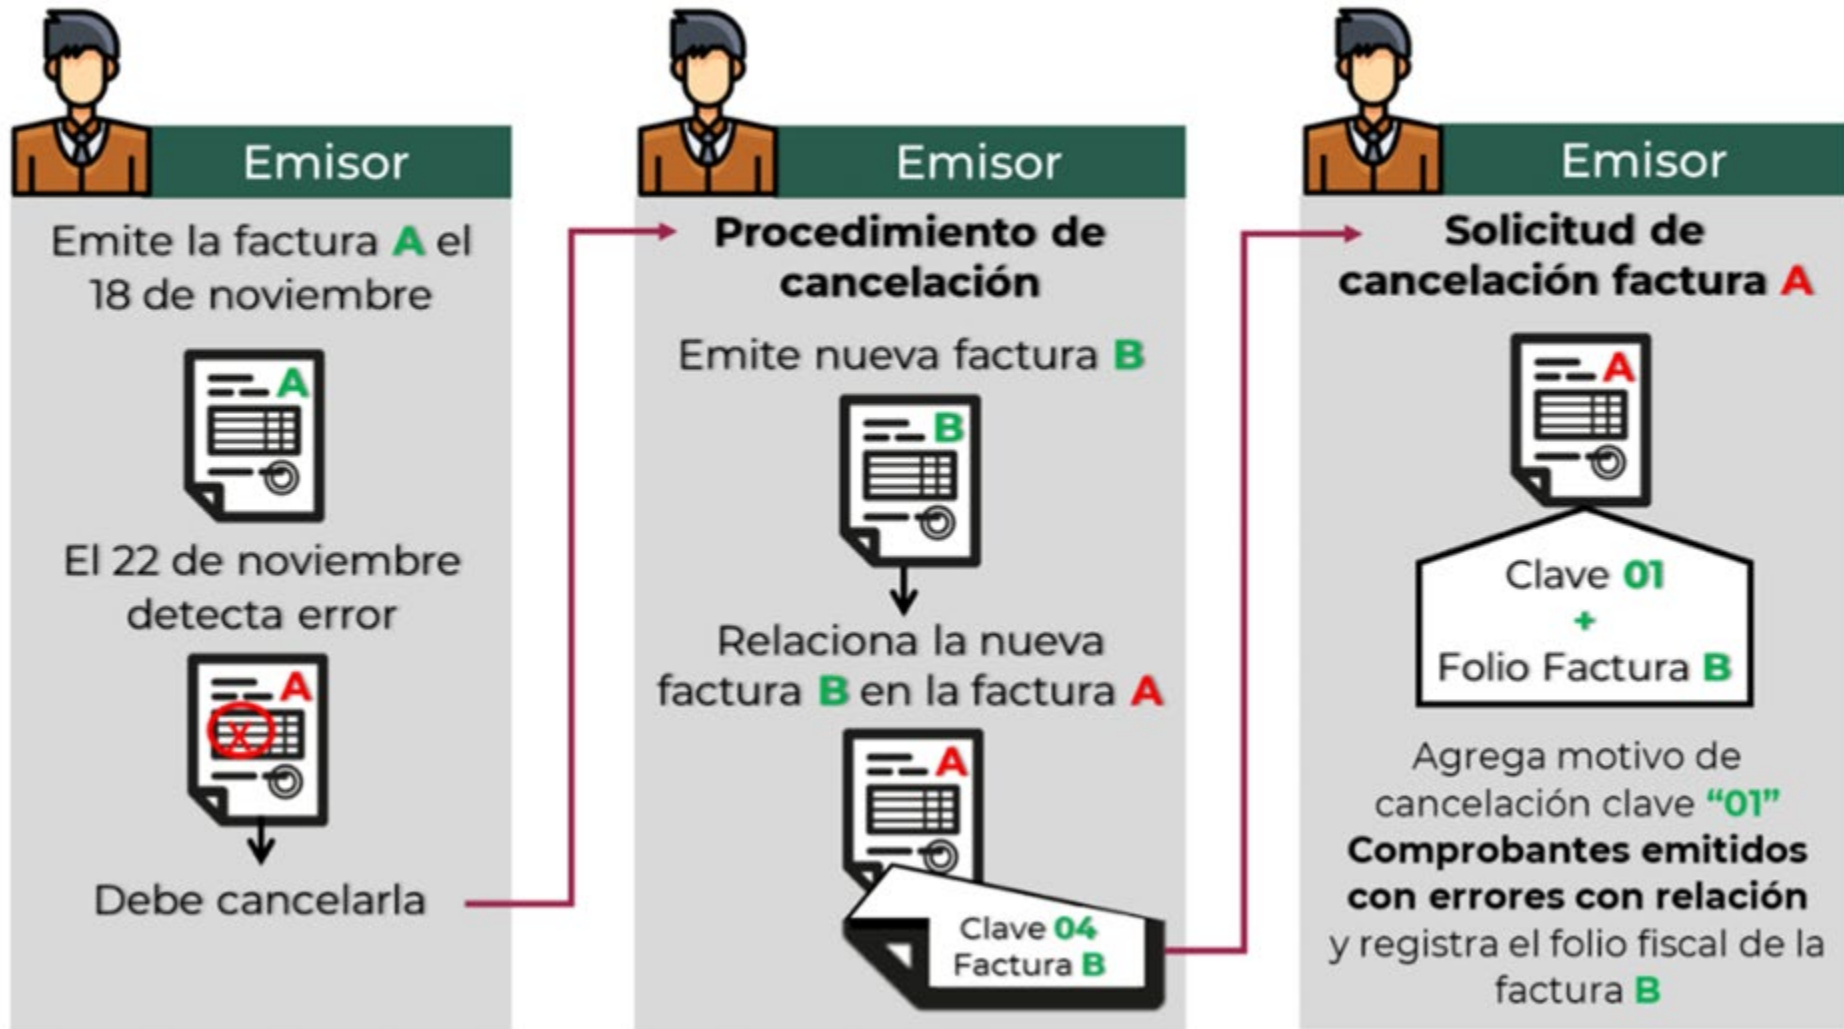 Emisor
Emite la factura A el
18 de noviembre
A
El 22 de noviembre
detecta error
A
X
Debe cancelarla
Emisor
Procedimiento de
cancelación
Emite nueva factura B
B
Relaciona la nueva
factura B en la factura A
A
Clave 04
Factura B
Emisor
Solicitud de
cancelación factura A
A
Clave 01
+
Folio Factura B
Agrega motivo de
cancelación clave “01”
Comprobantes emitidos
con errores con relación
y registra el folio fiscal de la
factura B